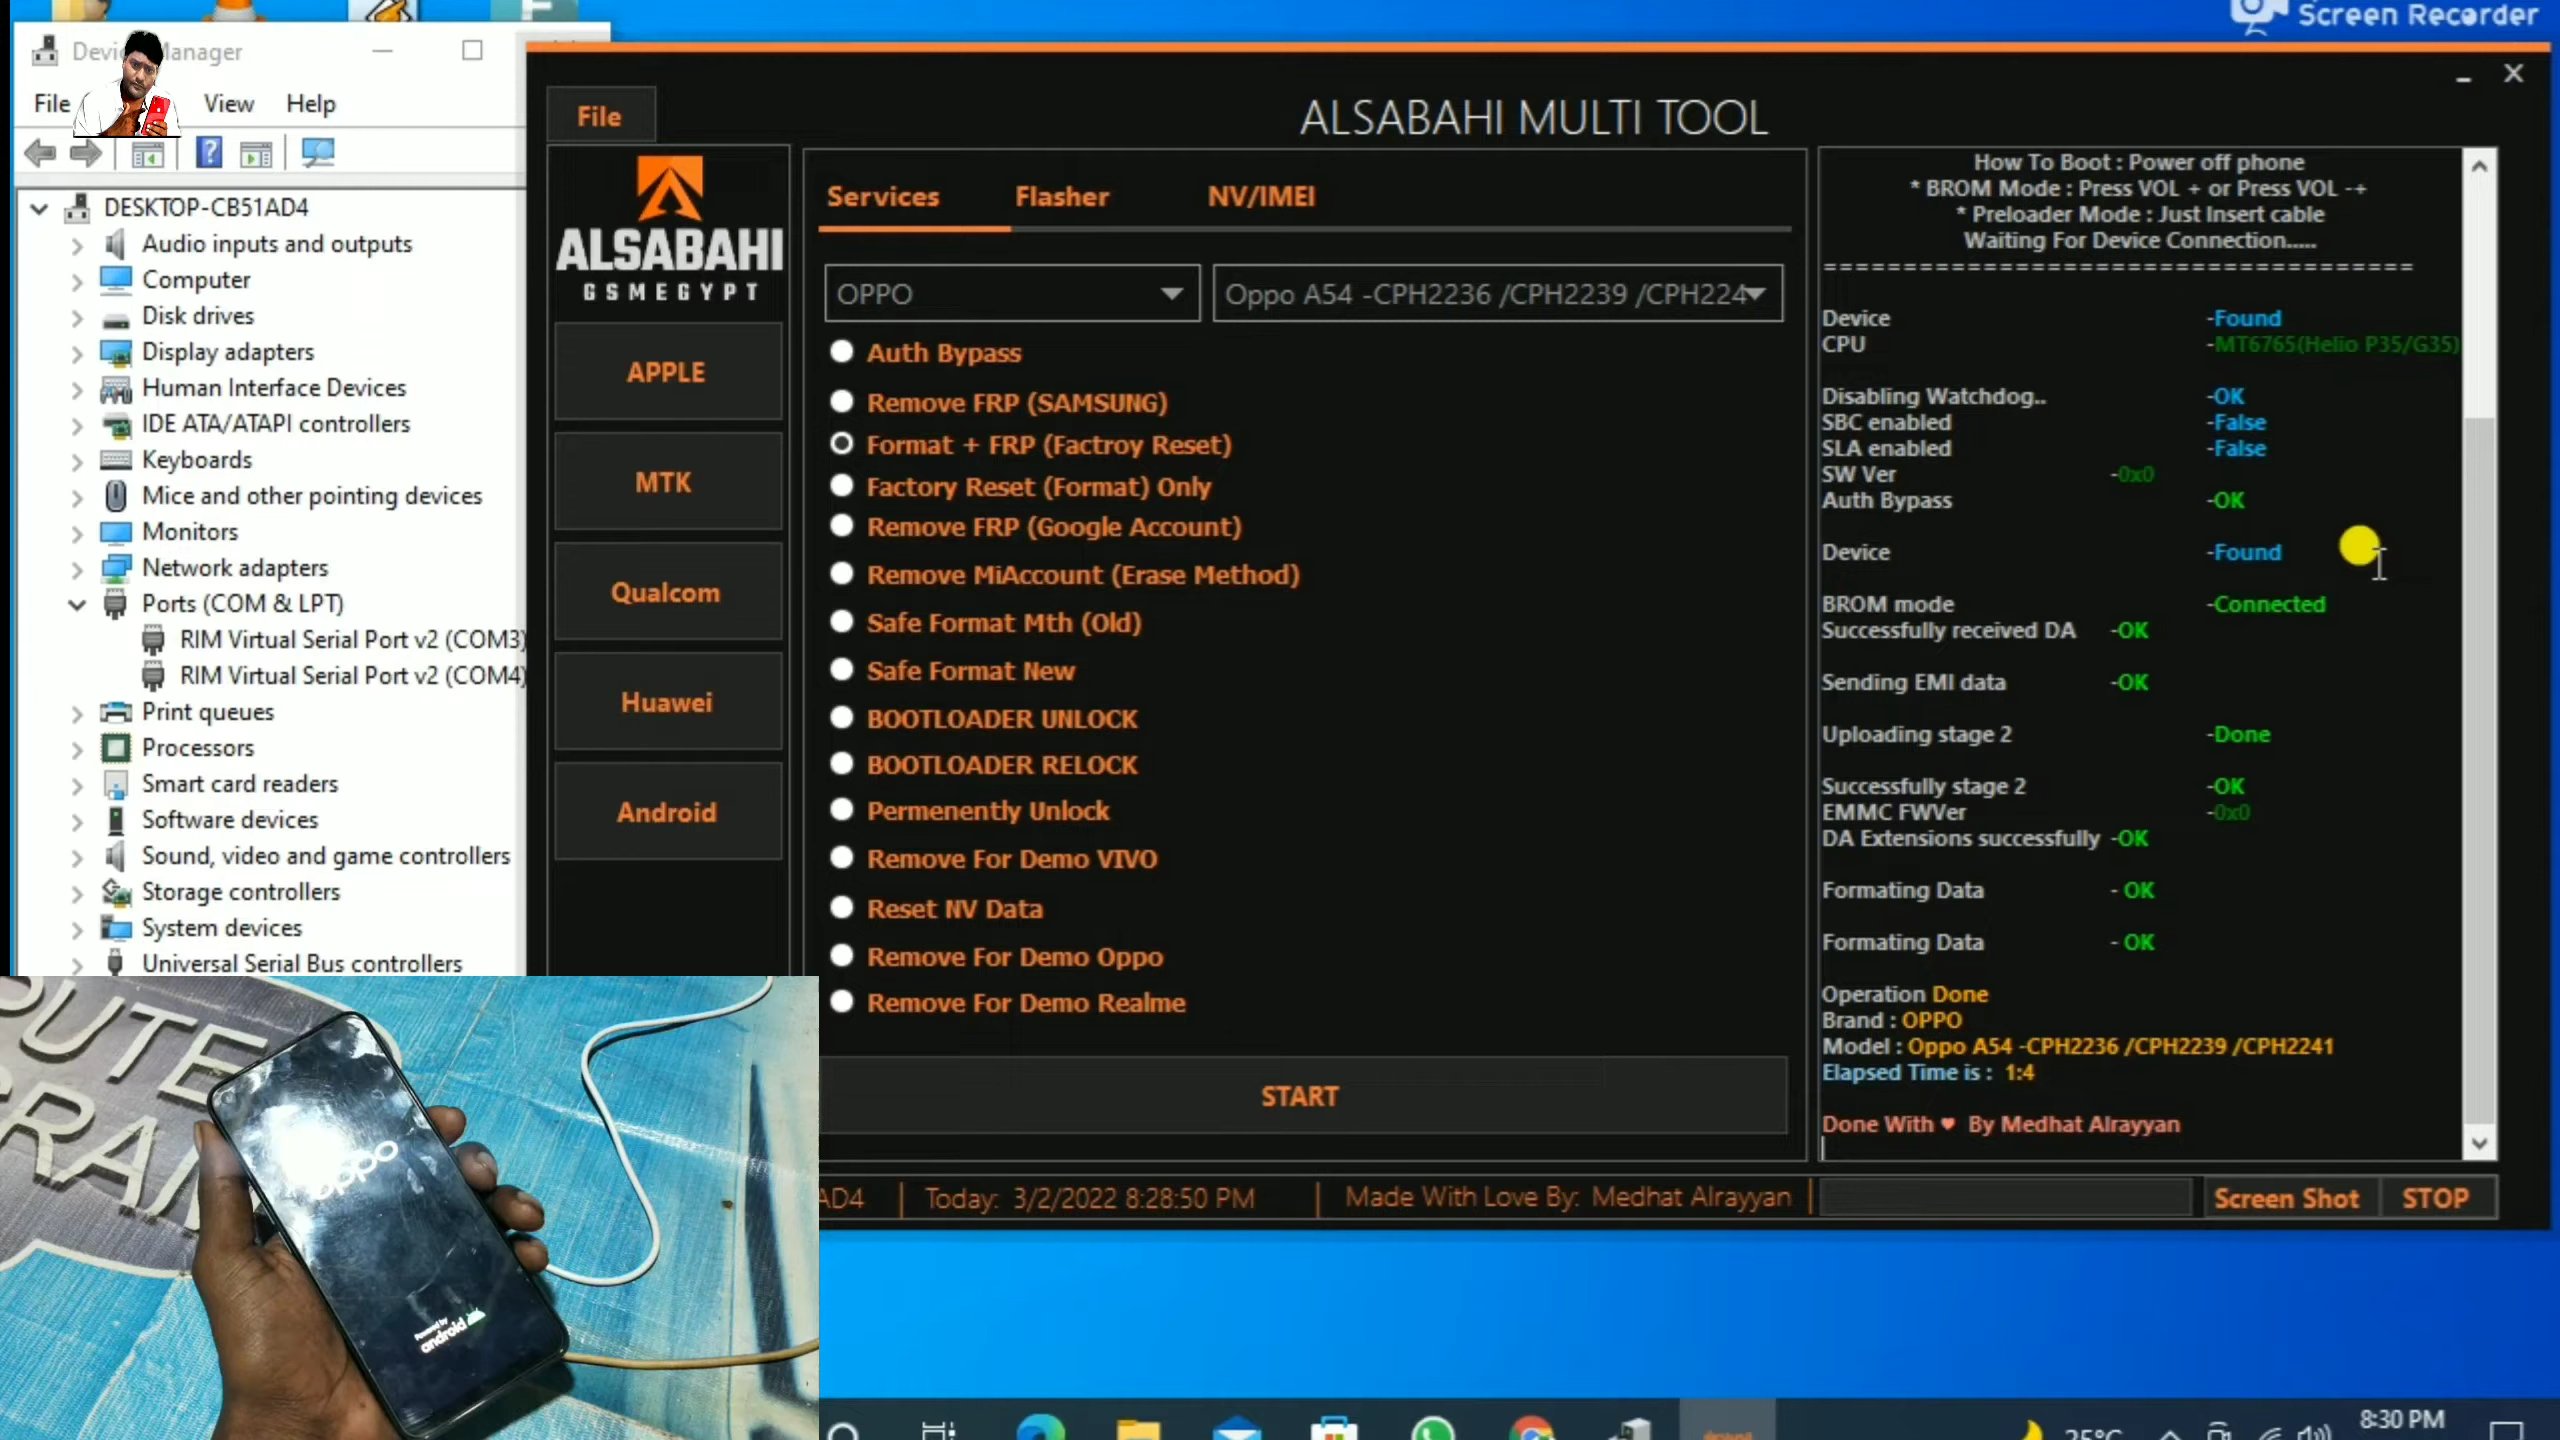 Screen Recorder
Device Manager
File
View
Help
DESKTOP-CB51AD4
Audio inputs and outputs
Computer
Disk drives
Display adapters
Human Interface Devices
IDE ATA/ATAPI controllers
Keyboards
Mice and other pointing devices
Monitors
Network adapters
Ports (COM & LPT)
RIM Virtual Serial Port v2 (COM3)
RIM Virtual Serial Port v2 (COM4)
Print queues
Processors
Smart card readers
Software devices
Sound, video and game controllers
Storage controllers
System devices
Universal Serial Bus controllers
File
ALSABAHI MULTI TOOL
ALSABAHI
GSMEGYPT
APPLE
MTK
Qualcom
Huawei
Android
Services Flasher NV/IMEI
OPPO
Oppo A54 -CPH2236 /CPH2239 /CPH224
Auth Bypass
Remove FRP (SAMSUNG)
Format + FRP (Factroy Reset)
Factory Reset (Format) Only
Remove FRP (Google Account)
Remove MiAccount (Erase Method)
Safe Format Mth (Old)
Safe Format New
BOOTLOADER UNLOCK
BOOTLOADER RELOCK
Permenently Unlock
Remove For Demo VIVO
Reset NV Data
Remove For Demo Oppo
Remove For Demo Realme
START
How To Boot : Power off phone
* BROM Mode : Press VOL + or Press VOL -+
* Preloader Mode : Just Insert cable
Waiting For Device Connection.....
=====================================
Device -Found
CPU -MT6765(Helio P35/G35)
Disabling Watchdog.. -OK
SBC enabled -False
SLA enabled -False
SW Ver -0x0
Auth Bypass -OK
Device -Found
BROM mode -Connected
Successfully received DA -OK
Sending EMI data -OK
Uploading stage 2 -Done
Successfully stage 2 -OK
EMMC FWVer -0x0
DA Extensions successfully -OK
Formating Data - OK
Formating Data - OK
Operation Done
Brand : OPPO
Model : Oppo A54 -CPH2236 /CPH2239 /CPH2241
Elapsed Time is : 1:4
Done With ♥ By Medhat Alrayyan
AD4 | Today: 3/2/2022 8:28:50 PM | Made With Love By: Medhat Alrayyan |
Screen Shot
STOP
oppo
Powered by
android
25°C
8:30 PM